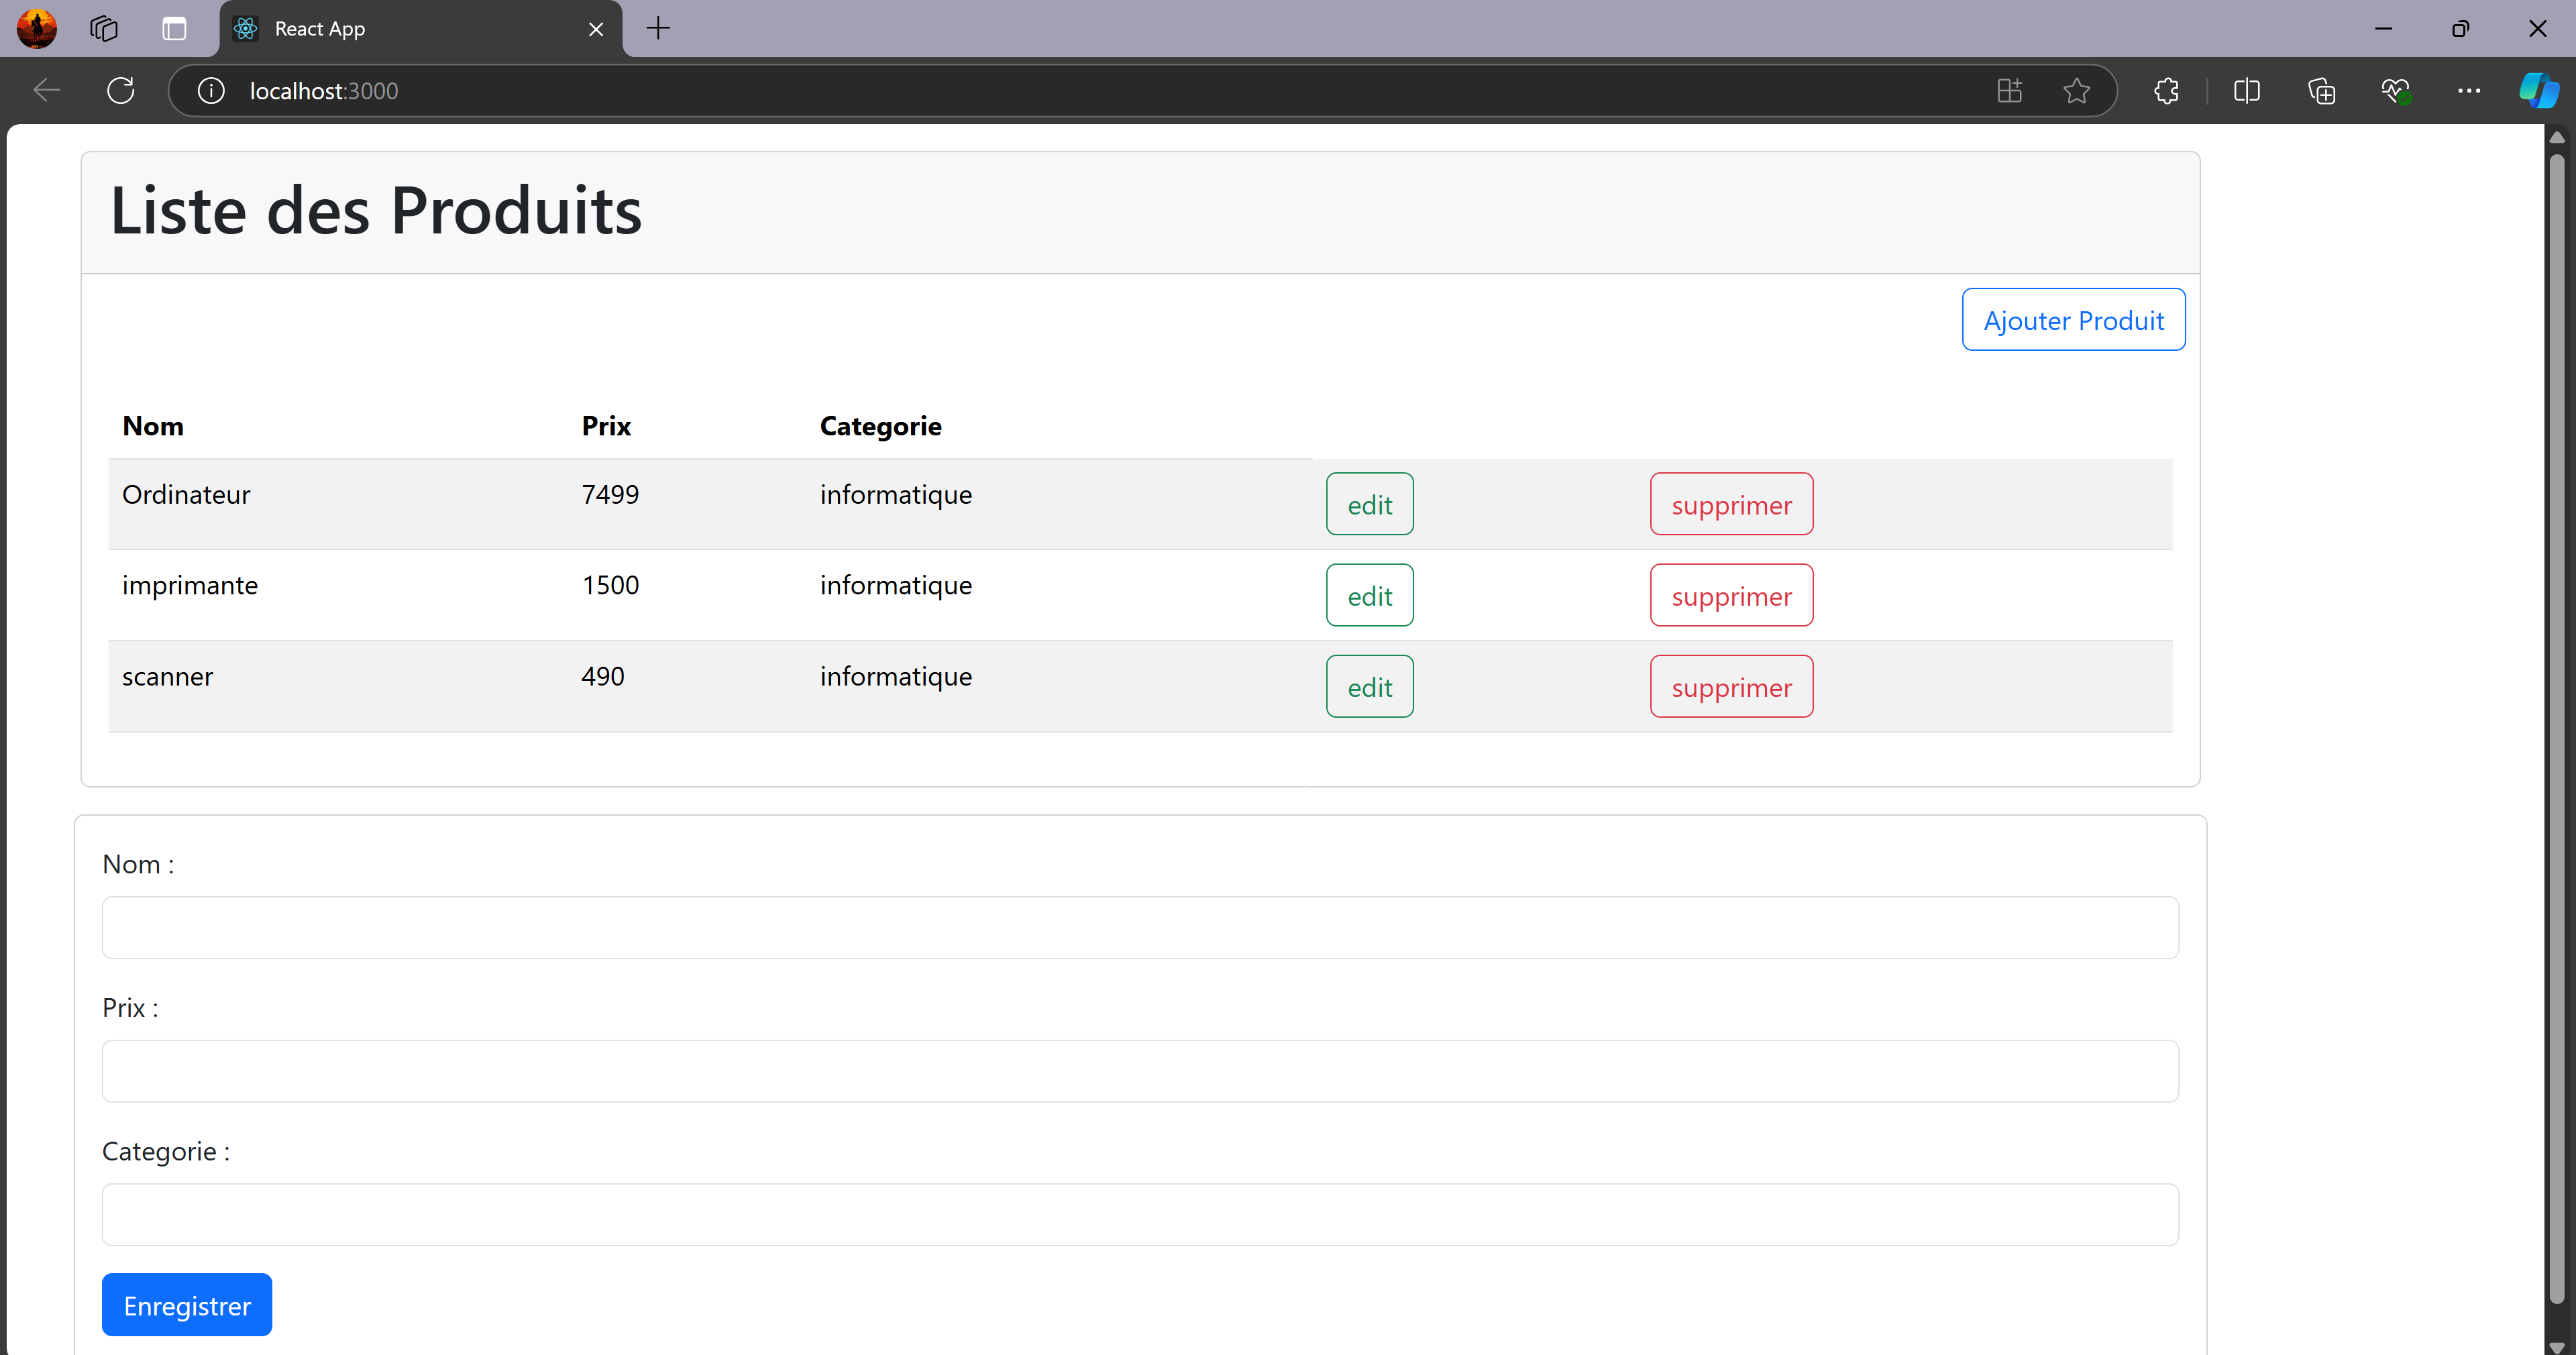 React App
localhost:3000
Liste des Produits
Ajouter Produit
Nom Prix Categorie
Ordinateur 7499 informatique edit supprimer
imprimante 1500 informatique edit supprimer
scanner 490 informatique edit supprimer
Nom :
Prix :
Categorie :
Enregistrer